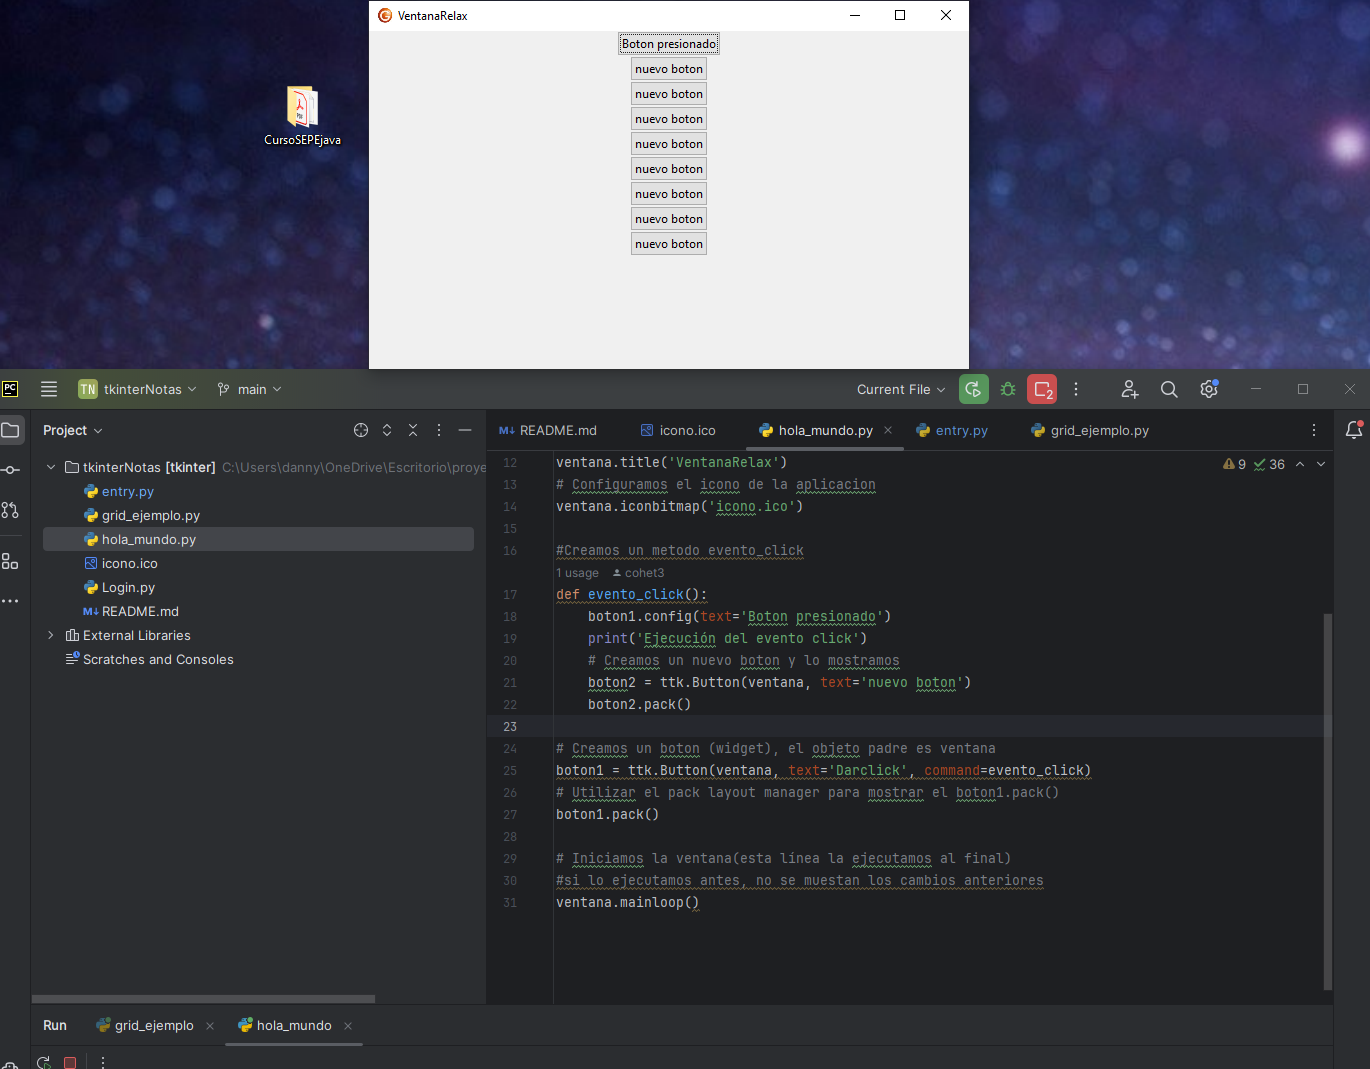 VentanaRelax
Boton presionado
nuevo boton
nuevo boton
nuevo boton
nuevo boton
nuevo boton
nuevo boton
nuevo boton
nuevo boton
CursoSEPEjava
PC TN tkinterNotas main Current File 2
Project
README.md icono.ico hola_mundo.py entry.py grid_ejemplo.py
tkinterNotas [tkinter] C:\Users\danny\OneDrive\Escritorio\proye
entry.py
grid_ejemplo.py
hola_mundo.py
icono.ico
Login.py
M↓ README.md
External Libraries
Scratches and Consoles
9 36
12 ventana.title('VentanaRelax')
13 # Configuramos el icono de la aplicacion
14 ventana.iconbitmap('icono.ico')
15
16 #Creamos un metodo evento_click
1 usage cohet3
17 def evento_click():
18 boton1.config(text='Boton presionado')
19 print('Ejecución del evento click')
20 # Creamos un nuevo boton y lo mostramos
21 boton2 = ttk.Button(ventana, text='nuevo boton')
22 boton2.pack()
23
24 # Creamos un boton (widget), el objeto padre es ventana
25 boton1 = ttk.Button(ventana, text='Darclick', command=evento_click)
26 # Utilizar el pack layout manager para mostrar el boton1.pack()
27 boton1.pack()
28
29 # Iniciamos la ventana(esta linea la ejecutamos al final)
30 #si lo ejecutamos antes, no se muestan los cambios anteriores
31 ventana.mainloop()
Run grid_ejemplo hola_mundo